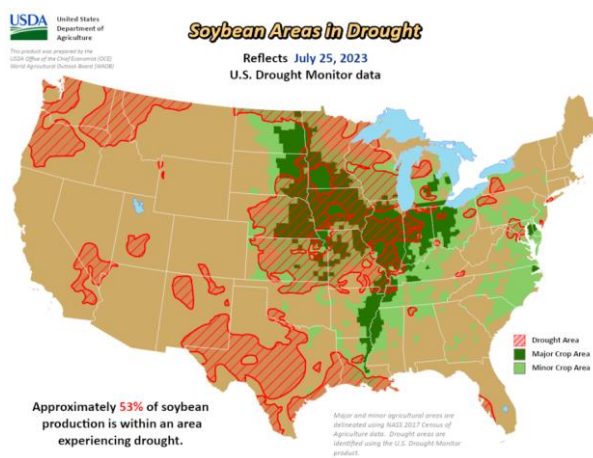 USDA
United States
Department of
Agriculture
This product was prepared by the
USDA Office of the Chief Economist (OCE)
World Agricultural Outlook Board (WAOB)
Soybean Areas in Drought
Reflects July 25, 2023
U.S. Drought Monitor data
Drought Area
Major Crop Area
Minor Crop Area
Approximately 53% of soybean
production is within an area
experiencing drought.
Major and minor agricultural areas are
delineated using NASS 2017 Census of
Agriculture data. Drought areas are
identified using the U.S. Drought Monitor
product.